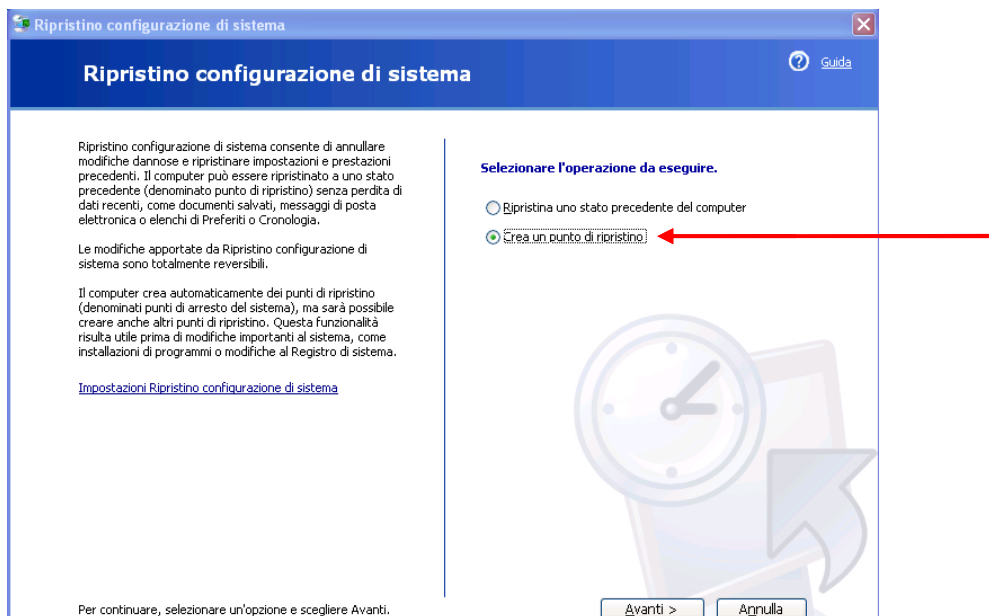 Ripristino configurazione di sistema
Ripristino configurazione di sistema
Guida
Ripristino configurazione di sistema consente di annullare
modifiche dannose e ripristinare impostazioni e prestazioni
precedenti. Il computer può essere ripristinato a uno stato
precedente (denominato punto di ripristino) senza perdita di
dati recenti, come documenti salvati, messaggi di posta
elettronica o elenchi di Preferiti o Cronologia.
Le modifiche apportate da Ripristino configurazione di
sistema sono totalmente reversibili.
Il computer crea automaticamente dei punti di ripristino
(denominati punti di arresto del sistema), ma sarà possibile
creare anche altri punti di ripristino. Questa funzionalità
risulta utile prima di modifiche importanti al sistema, come
installazioni di programmi o modifiche al Registro di sistema.
Impostazioni Ripristino configurazione di sistema
Selezionare l'operazione da eseguire.
Ripristina uno stato precedente del computer
Crea un punto di ripristino
Per continuare, selezionare un'opzione e scegliere Avanti.
Avanti >
Annulla